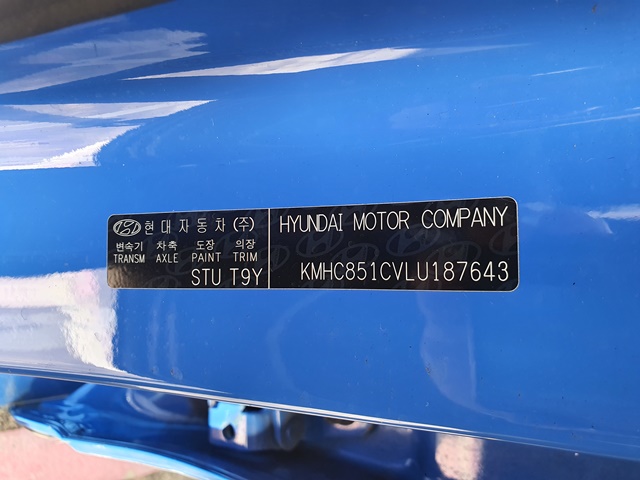 현대자동차(주)
변속기 차축 도장 의장
TRANSM AXLE PAINT TRIM
STU T9Y
HYUNDAI MOTOR COMPANY
KMHC851CVLU187643